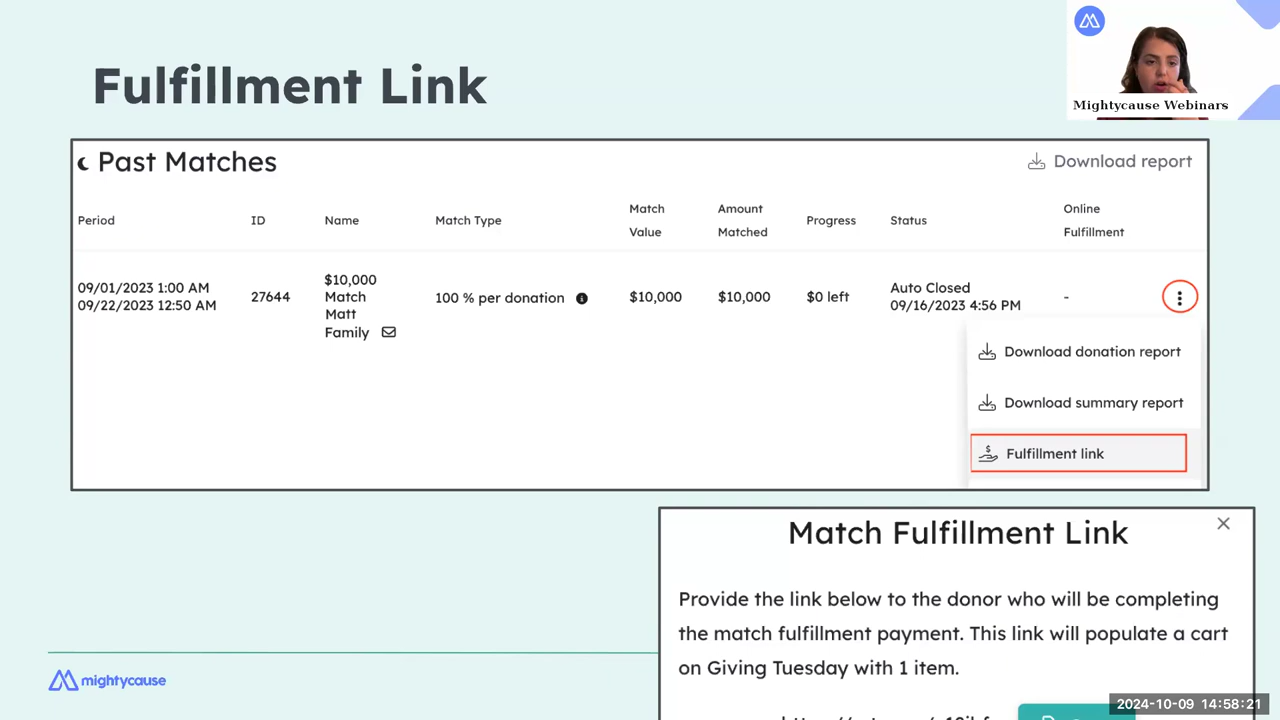 Fulfillment Link
Mightycause Webinars
Past Matches
Download report
Period
ID
Name
Match Type
Match
Value
Amount
Matched
Progress
Status
Online
Fulfillment
09/01/2023 1:00 AM
09/22/2023 12:50 AM
27644
$10,000
Match
Matt
Family
100 % per donation
$10,000
$10,000
$0 left
Auto Closed
09/16/2023 4:56 PM
-
Download donation report
Download summary report
Fulfillment link
Match Fulfillment Link
Provide the link below to the donor who will be completing
the match fulfillment payment. This link will populate a cart
on Giving Tuesday with 1 item.
mightycause
2024-10-09 14:58:21